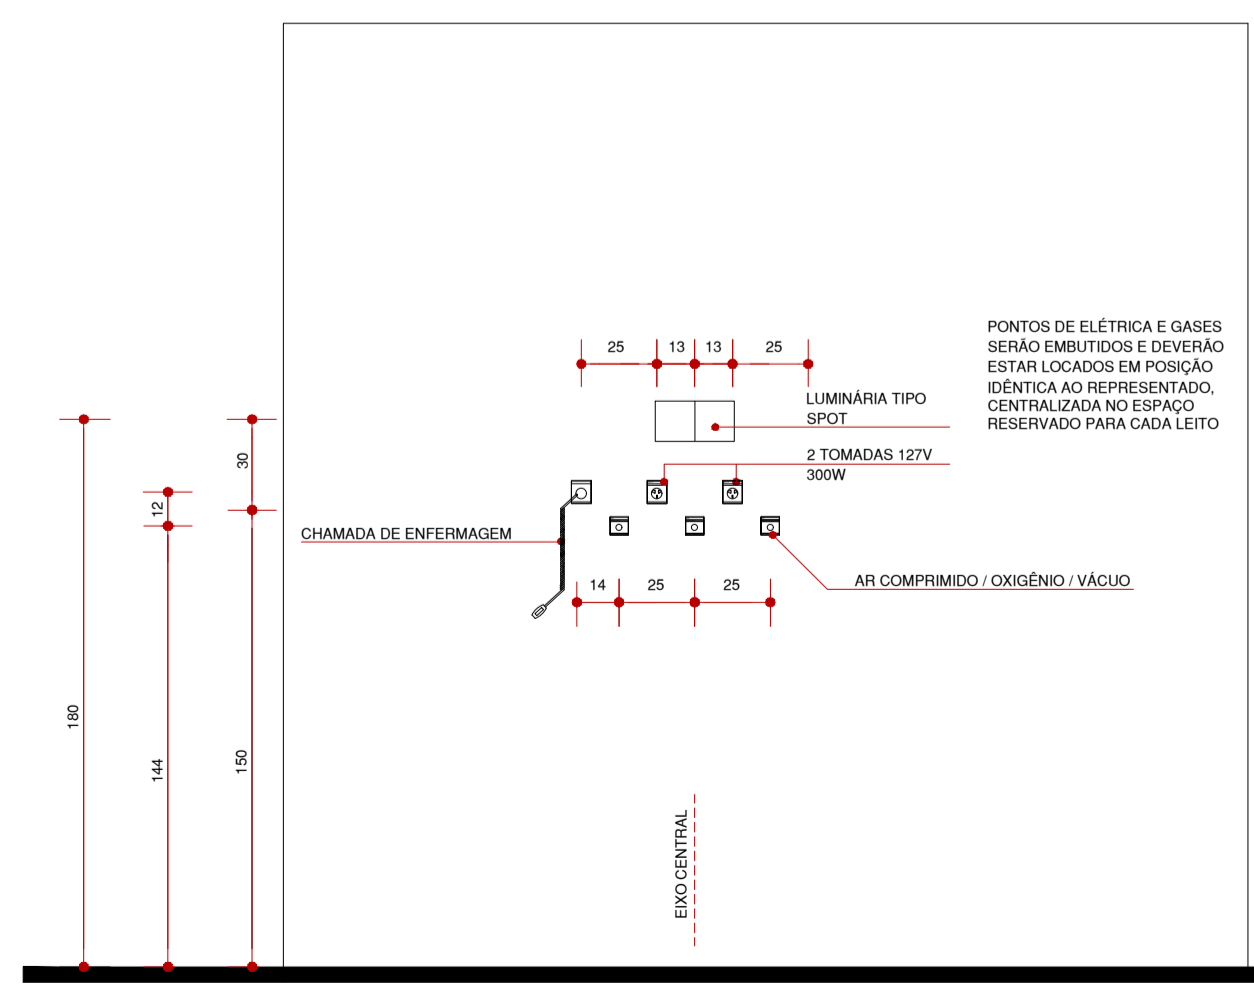 PONTOS DE ELÉTRICA E GASES
SERÃO EMBUTIDOS E DEVERÃO
ESTAR LOCADOS EM POSIÇÃO
IDÊNTICA AO REPRESENTADO,
CENTRALIZADA NO ESPAÇO
RESERVADO PARA CADA LEITO
25 13 13 25
LUMINÁRIA TIPO
SPOT
2 TOMADAS 127V
300W
30
12
CHAMADA DE ENFERMAGEM
AR COMPRIMIDO / OXIGÊNIO / VÁCUO
14 25 25
180
144
150
EIXO CENTRAL